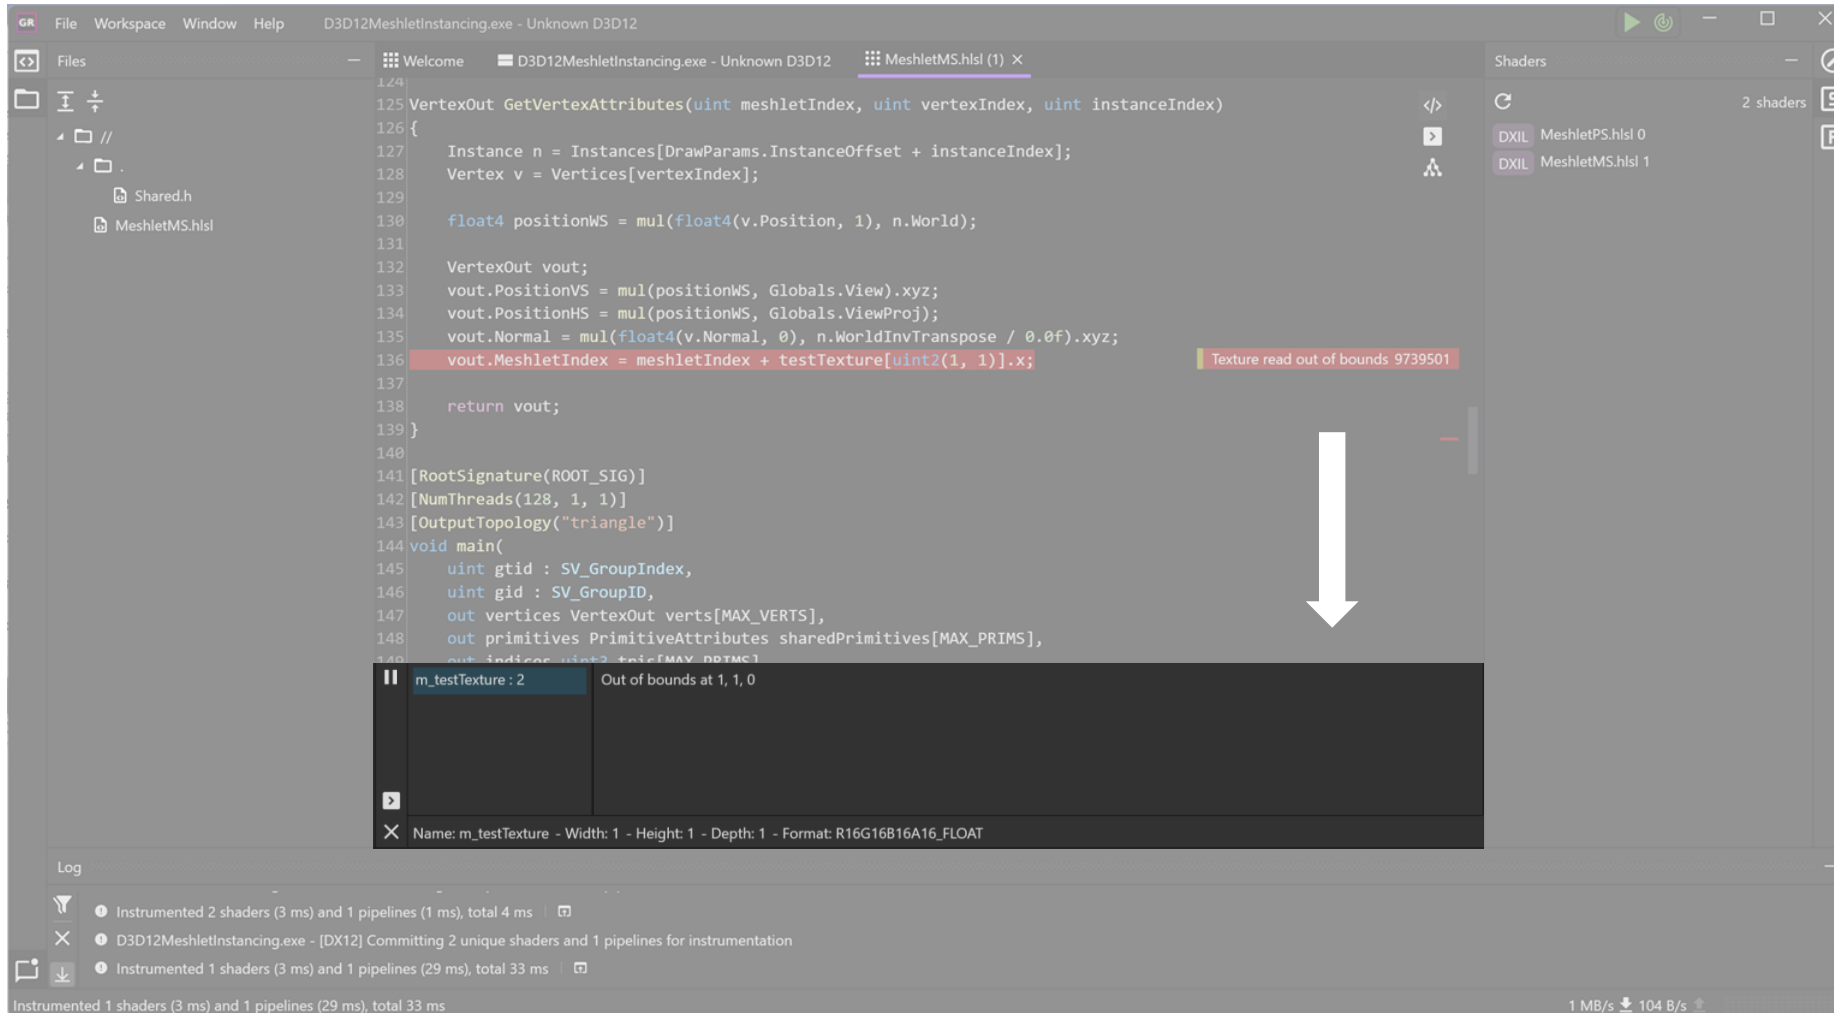 GR File Workspace Window Help D3D12MeshletInstancing.exe - Unknown D3D12
Files
Welcome D3D12MeshletInstancing.exe - Unknown D3D12 MeshletMS.hlsl (1)
Shaders
2 shaders
DXIL MeshletPS.hlsl 0
DXIL MeshletMS.hlsl 1
//
.
Shared.h
MeshletMS.hlsl
124
125 VertexOut GetVertexAttributes(uint meshletIndex, uint vertexIndex, uint instanceIndex)
126 {
127 Instance n = Instances[DrawParams.InstanceOffset + instanceIndex];
128 Vertex v = Vertices[vertexIndex];
129
130 float4 positionWS = mul(float4(v.Position, 1), n.World);
131
132 VertexOut vout;
133 vout.PositionVS = mul(positionWS, Globals.View).xyz;
134 vout.PositionHS = mul(positionWS, Globals.ViewProj);
135 vout.Normal = mul(float4(v.Normal, 0), n.WorldInvTranspose / 0.0f).xyz;
136 vout.MeshletIndex = meshletIndex + testTexture[uint2(1, 1)].x; Texture read out of bounds 9739501
137
138 return vout;
139 }
140
141 [RootSignature(ROOT_SIG)]
142 [NumThreads(128, 1, 1)]
143 [OutputTopology("triangle")]
144 void main(
145 uint gtid : SV_GroupIndex,
146 uint gid : SV_GroupID,
147 out vertices VertexOut verts[MAX_VERTS],
148 out primitives PrimitiveAttributes sharedPrimitives[MAX_PRIMS],
149 out indices uint3 tris[MAX_PRIMS]
m_testTexture : 2 Out of bounds at 1, 1, 0
Name: m_testTexture - Width: 1 - Height: 1 - Depth: 1 - Format: R16G16B16A16_FLOAT
Log
Instrumented 2 shaders (3 ms) and 1 pipelines (1 ms), total 4 ms
D3D12MeshletInstancing.exe - [DX12] Committing 2 unique shaders and 1 pipelines for instrumentation
Instrumented 1 shaders (3 ms) and 1 pipelines (29 ms), total 33 ms
Instrumented 1 shaders (3 ms) and 1 pipelines (29 ms), total 33 ms
1 MB/s 104 B/s